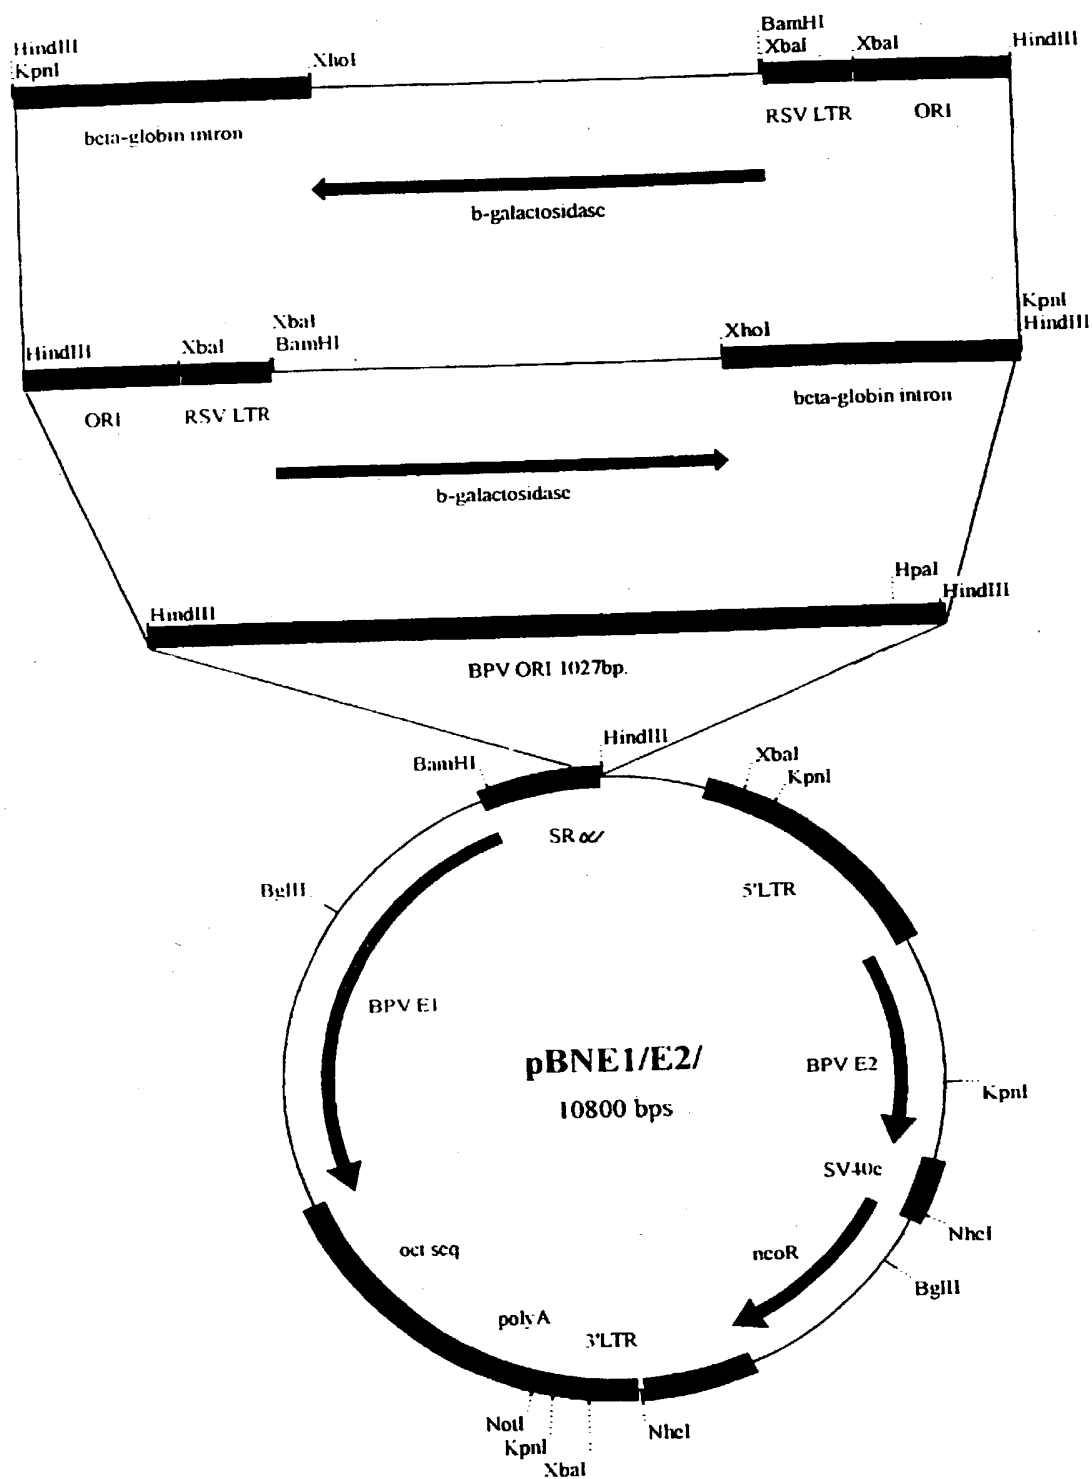 HindIII
KpnI
XhoI
BamHI
XbaI
XbaI
HindIII
beta-globin intron
RSV LTR
ORI
b-galactosidase
HindIII
XbaI
XbaI
BamHI
XhoI
KpnI
HindIII
ORI
RSV LTR
beta-globin intron
b-galactosidase
HindIII
HpaI
HindIII
BPV ORI 1027bp.
BamHI
HindIII
XbaI
KpnI
SRα
5'LTR
BglII
BPV E1
pBNE1/E2/
10800 bps
BPV E2
KpnI
SV40e
NheI
BglII
neoR
oct seq
polyA
3'LTR
NotI
KpnI
XbaI
NheI